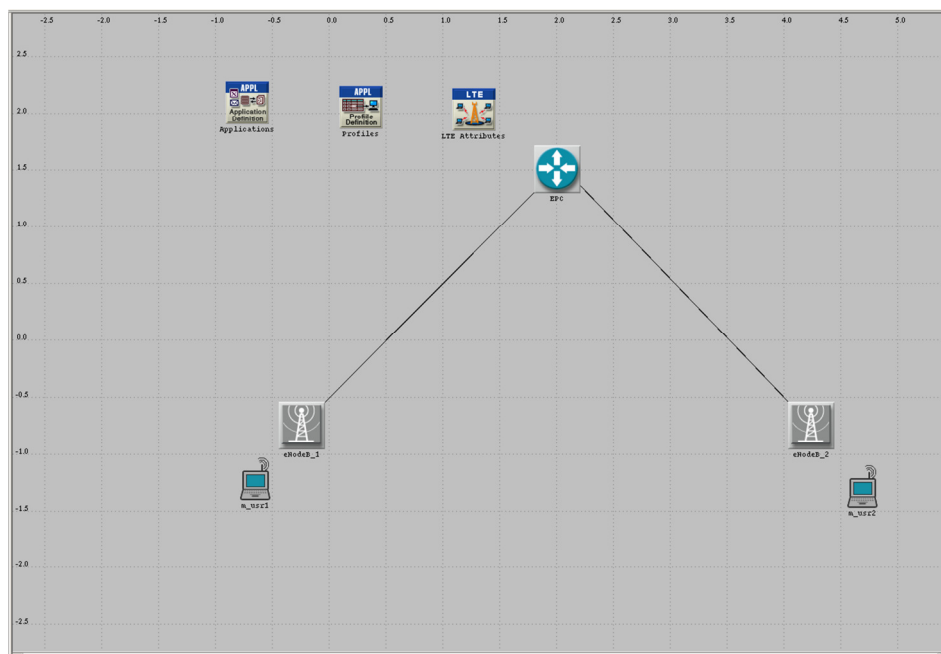 -2.5 -2.0 -1.5 -1.0 -0.5 0.0 0.5 1.0 1.5 2.0 2.5 3.0 3.5 4.0 4.5 5.0
2.5
2.0
1.5
1.0
0.5
0.0
-0.5
-1.0
-1.5
-2.0
-2.5
APPL
Application
Definition
Applications
APPL
Profile
Definition
Profiles
LTE
LTE Attributes
EPC
eNodeB_1
eNodeB_2
m_usr1
m_usr2